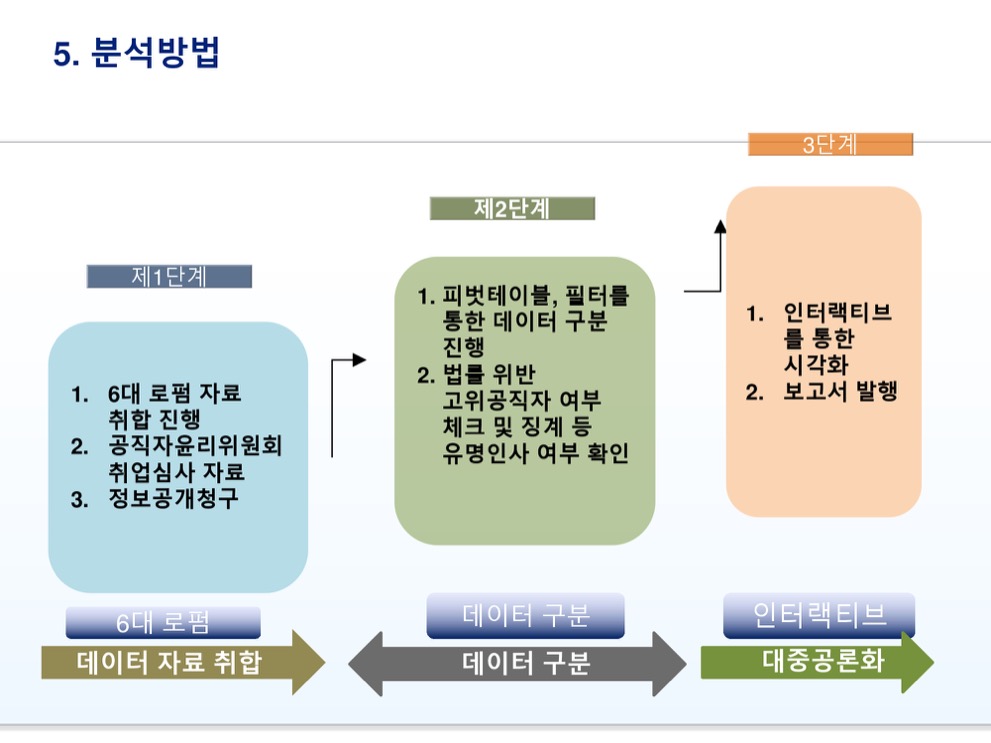 5. 분석방법
제1단계
1. 6대 로펌 자료
취합 진행
2. 공직자윤리위원회
취업심사 자료
3. 정보공개청구
제2단계
1. 피벗테이블, 필터를
통한 데이터 구분
진행
2. 법률 위반
고위공직자 여부
체크 및 징계 등
유명인사 여부 확인
3단계
1. 인터랙티브
를 통한
시각화
2. 보고서 발행
6대 로펌
데이터 구분
인터랙티브
데이터 자료 취합
데이터 구분
대중공론화